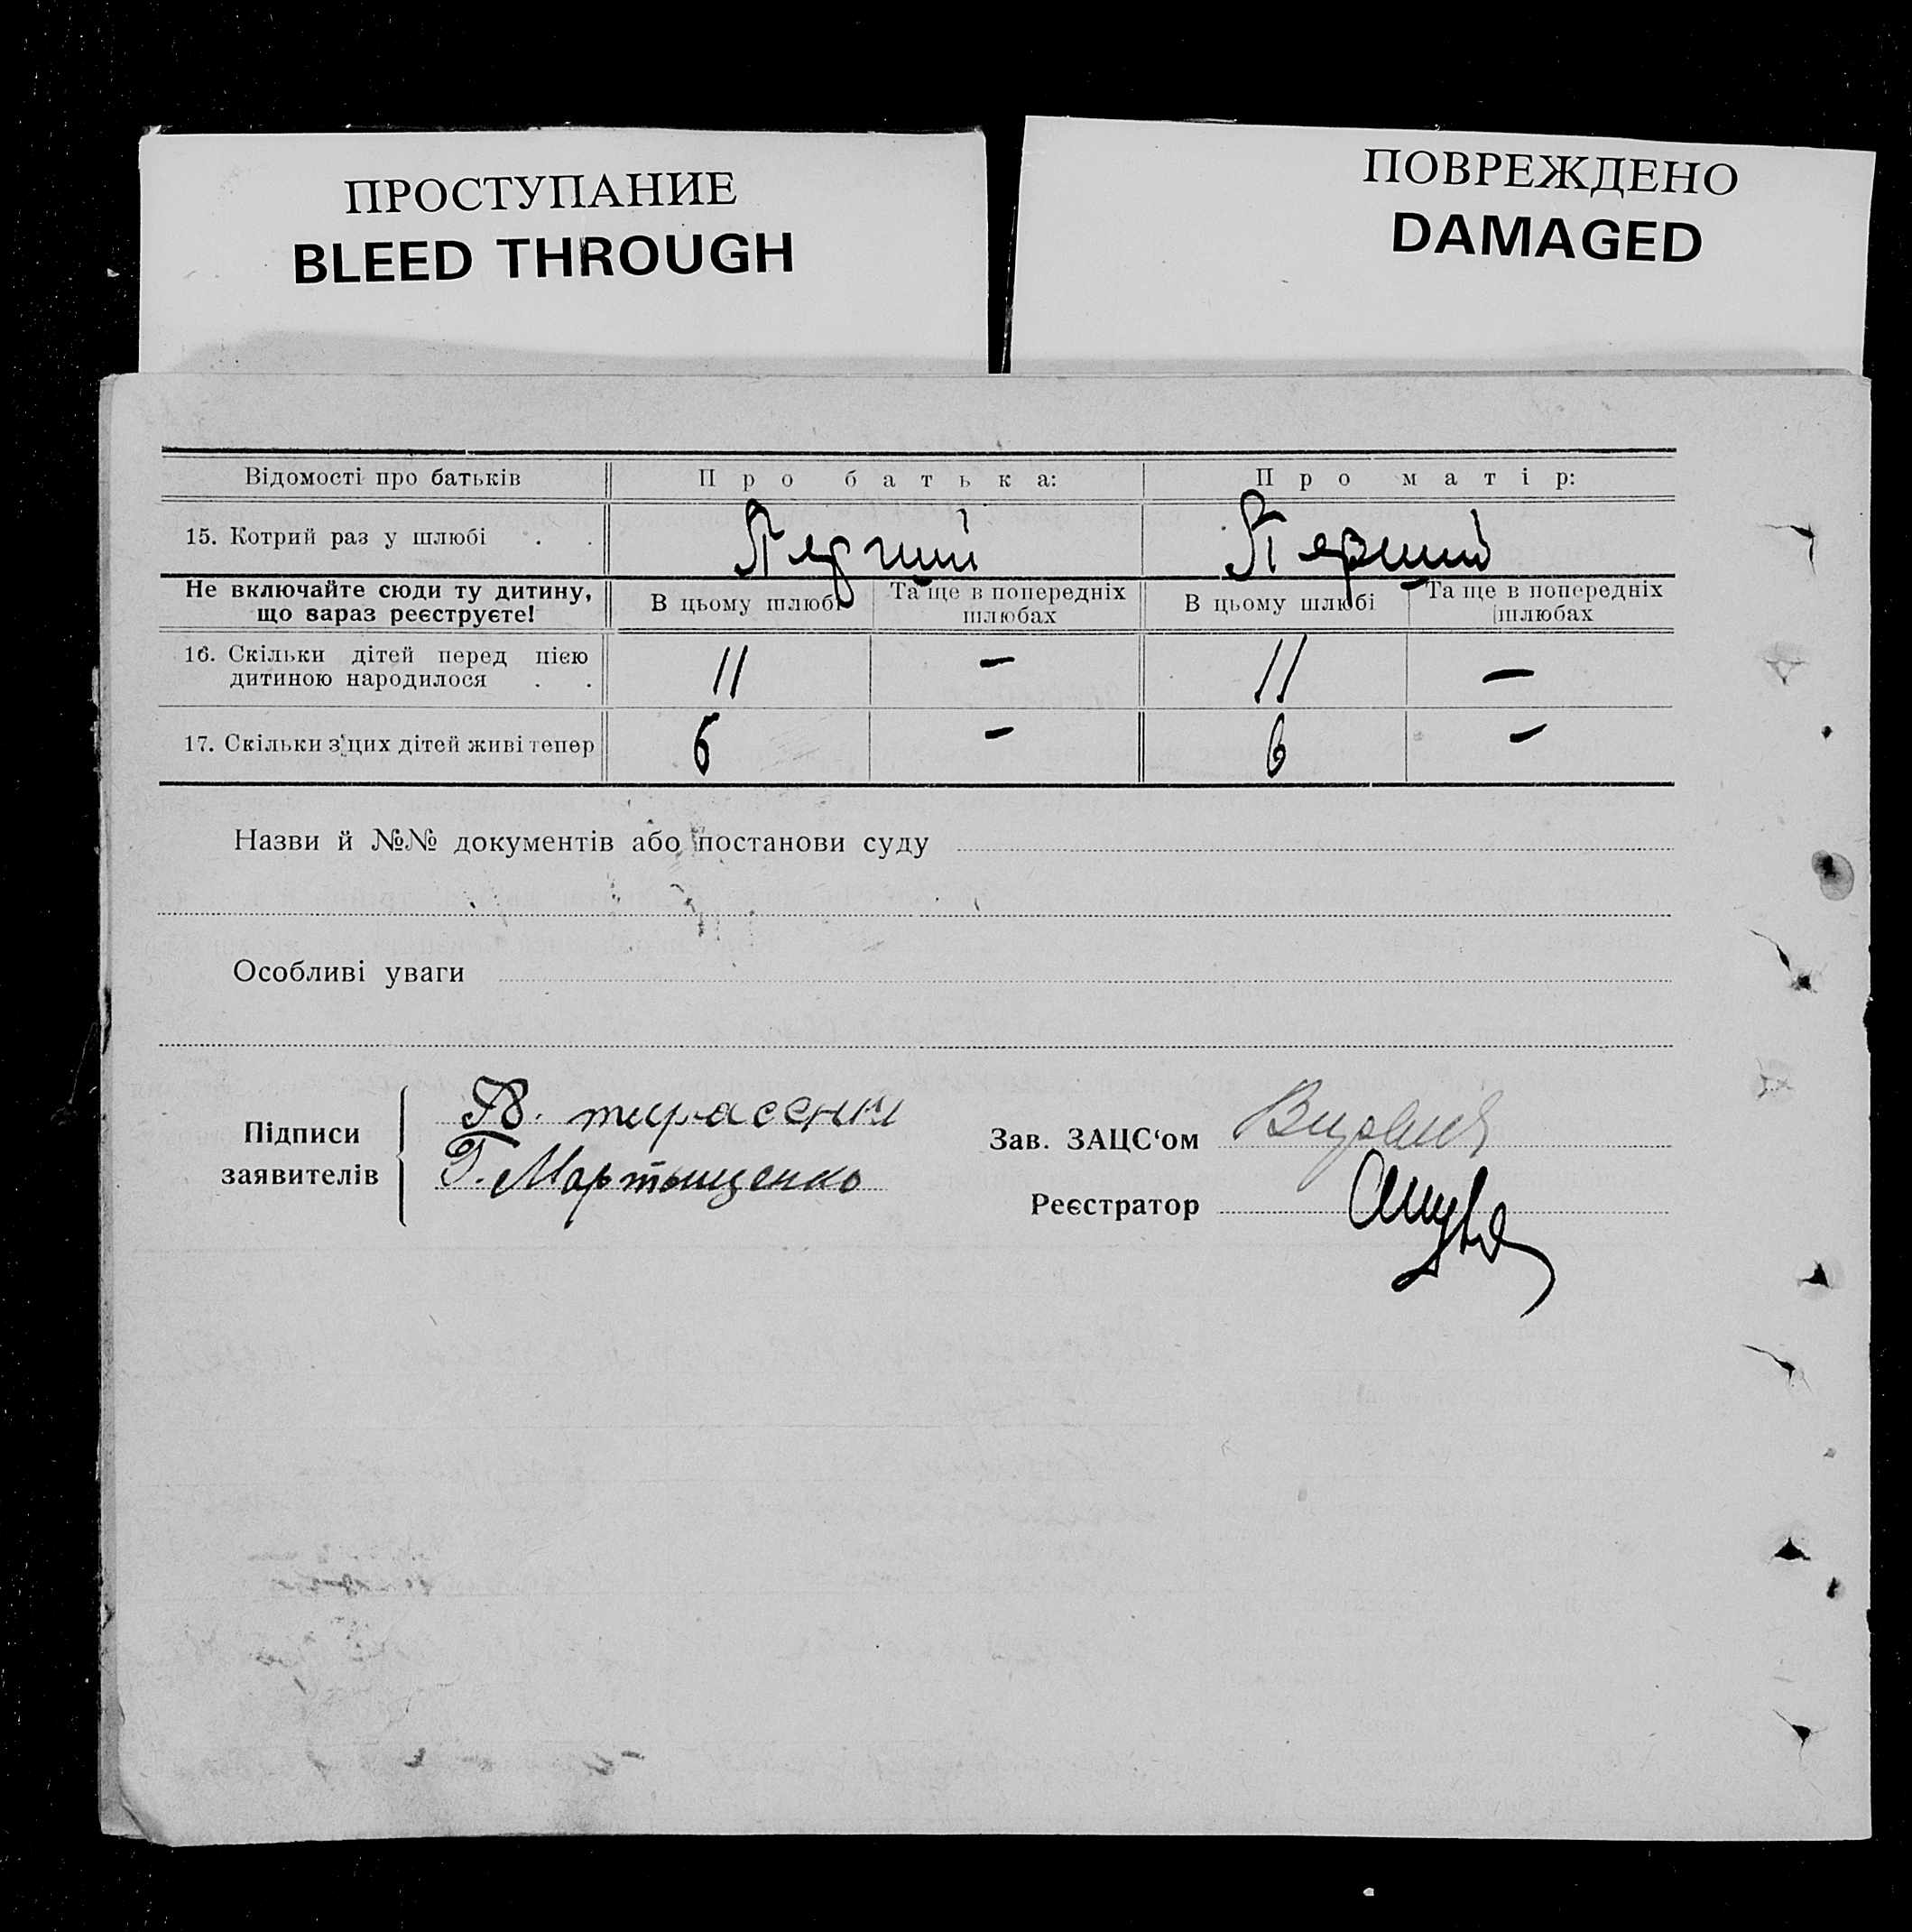 ПРОСТУПАНИЕ
BLEED THROUGH
ПОВРЕЖДЕНО
DAMAGED
Відомості про батьків
Про батька:
Про матір:
15. Котрий раз у шлюбі . .
Перший
Перший
Не включайте сюди ту дитину,
що зараз реєструєте!
В цьому шлюбі
Та ще в попередніх
шлюбах
В цьому шлюбі
Та ще в попередніх
шлюбах
16. Скільки дітей перед цією
дитиною народилося . .
11
–
11
–
17. Скільки з цих дітей живі тепер
6
–
6
–
Назви й №№ документів або постанови суду
Особливі уваги
Підписи
заявителів
Г. Мартыщенко
Зав. ЗАЦС‘ом
Реєстратор